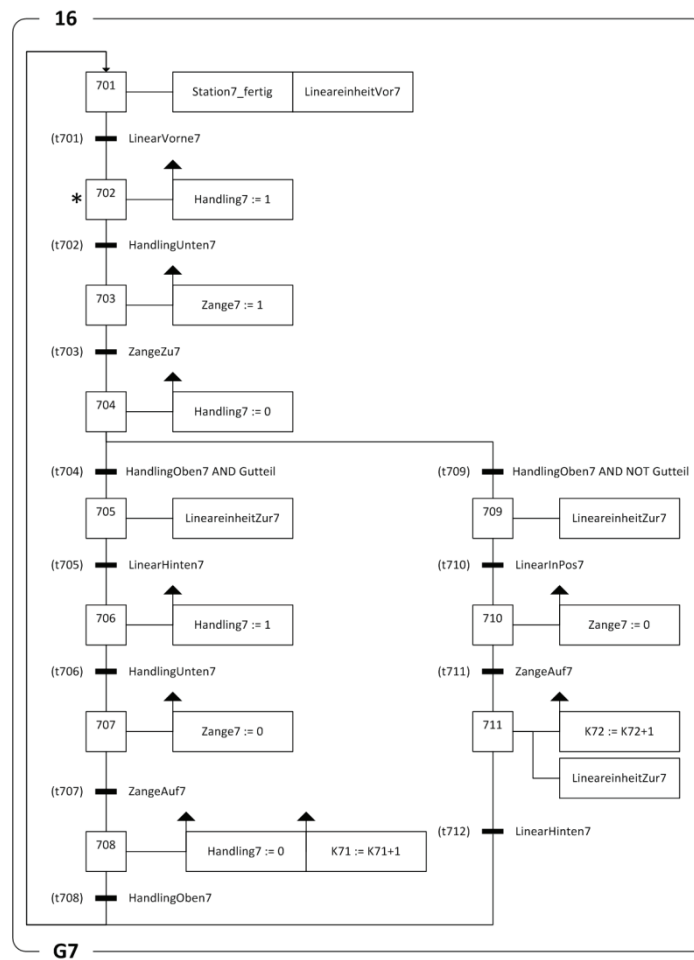 16
701 Station7_fertig LineareinheitVor7
(t701) LinearVorne7
* 702 Handling7 := 1
(t702) HandlingUnten7
703 Zange7 := 1
(t703) ZangeZu7
704 Handling7 := 0
(t704) HandlingOben7 AND Gutteil (t709) HandlingOben7 AND NOT Gutteil
705 LineareinheitZur7 709 LineareinheitZur7
(t705) LinearHinten7 (t710) LinearInPos7
706 Handling7 := 1 710 Zange7 := 0
(t706) HandlingUnten7 (t711) ZangeAuf7
707 Zange7 := 0 711 K72 := K72+1
LineareinheitZur7
(t707) ZangeAuf7
(t712) LinearHinten7
708 Handling7 := 0 K71 := K71+1
(t708) HandlingOben7
G7